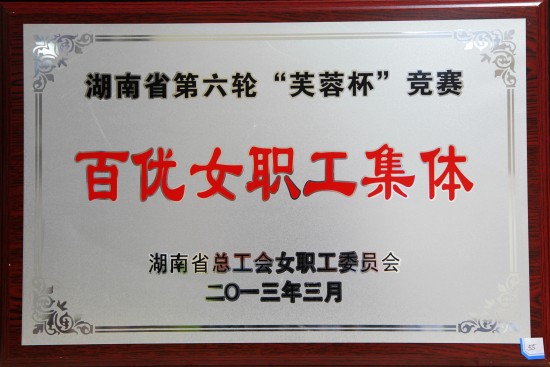 湖南省第六轮“芙蓉杯”竞赛
百优女职工集体
湖南省总工会女职工委员会
二〇一三年三月
55